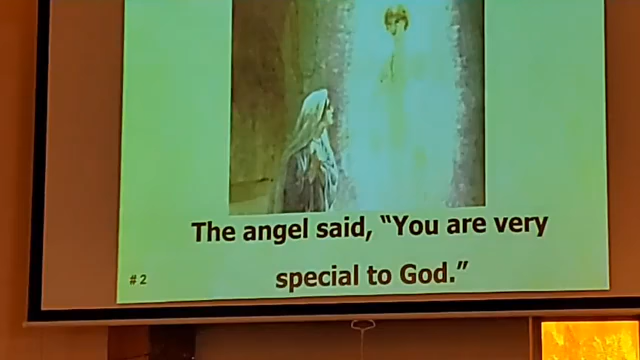 The angel said, “You are very
special to God.”
#2